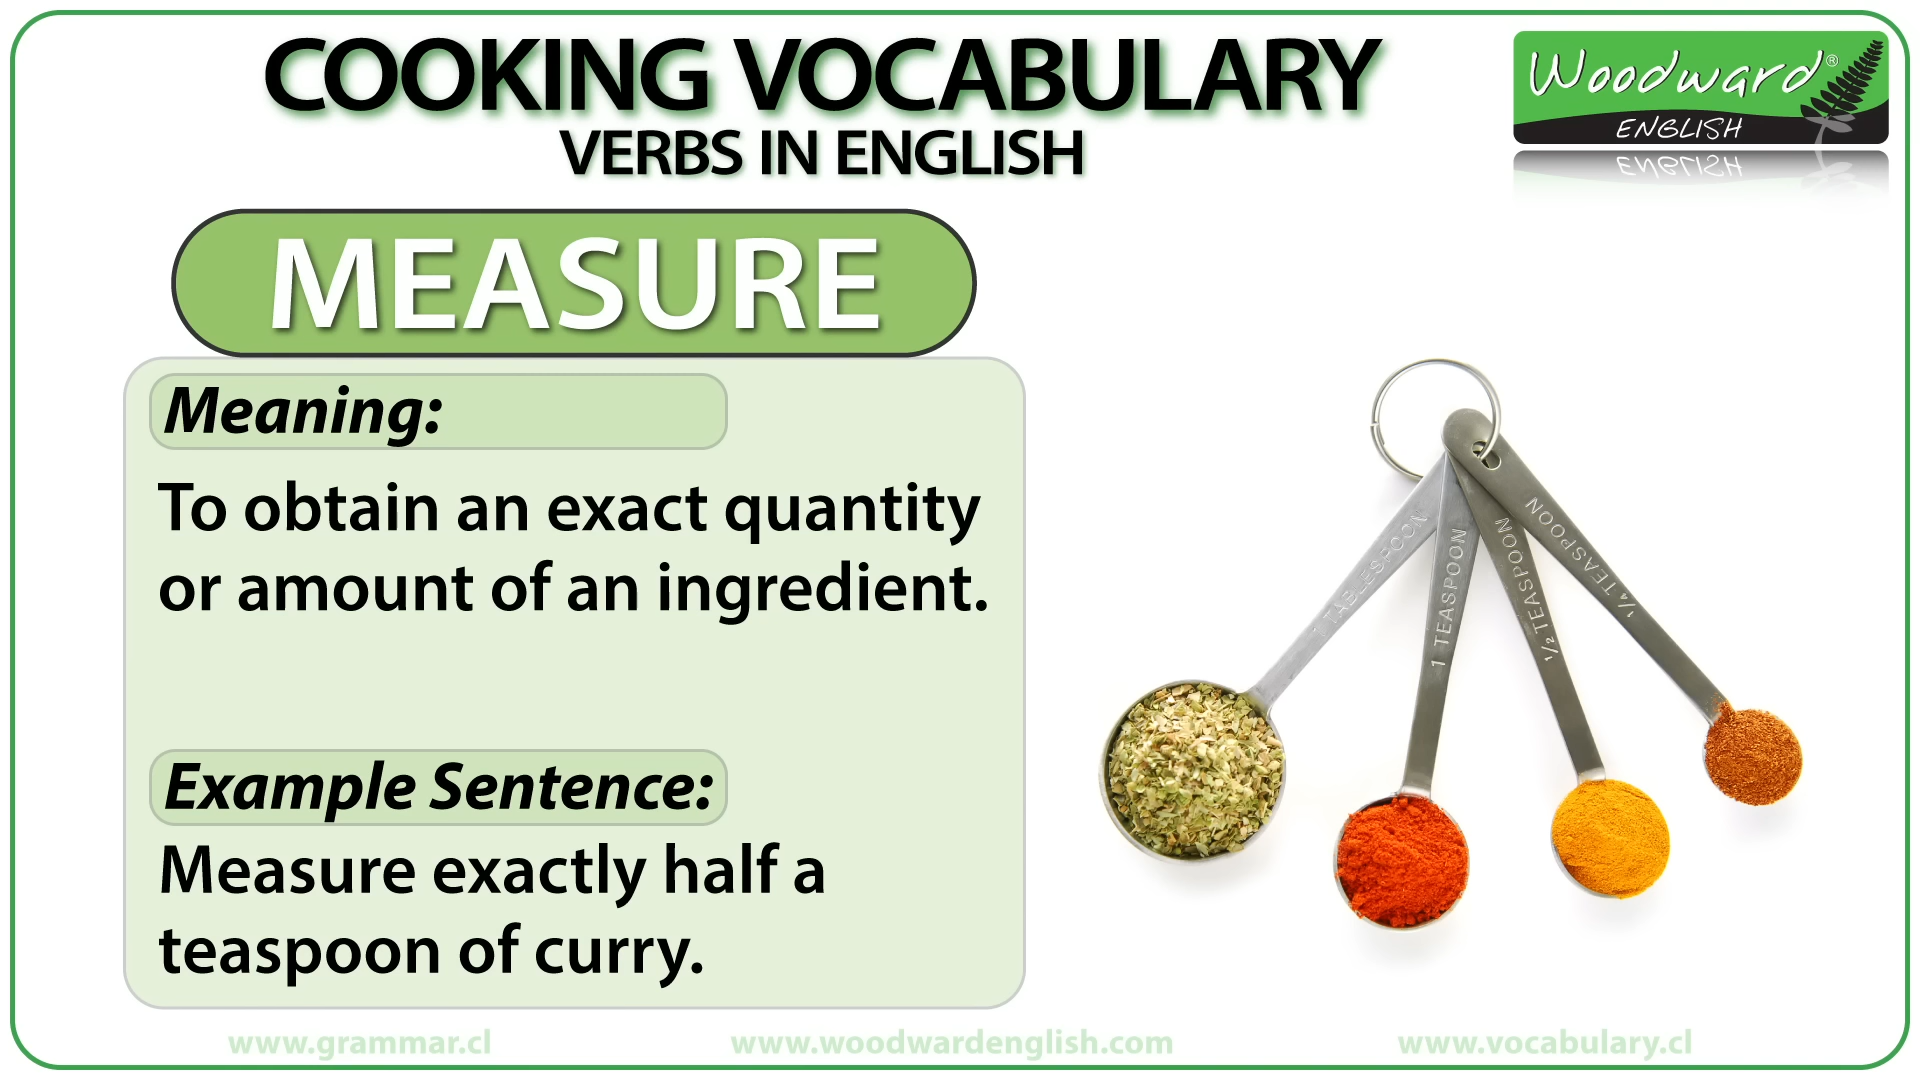 COOKING VOCABULARY
VERBS IN ENGLISH
Woodward®
ENGLISH
MEASURE
Meaning:
To obtain an exact quantity
or amount of an ingredient.
Example Sentence:
Measure exactly half a
teaspoon of curry.
1 TABLESPOON
1 TEASPOON
1/2 TEASPOON
1/4 TEASPOON
www.grammar.cl
www.woodwardenglish.com
www.vocabulary.cl